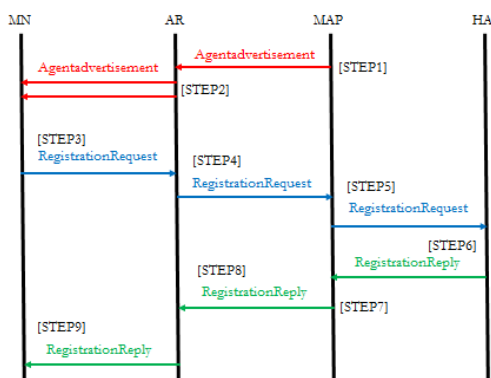 MN AR MAP HA
Agentadvertisement
Agentadvertisement [STEP1]
[STEP2]
[STEP3]
RegistrationRequest [STEP4]
RegistrationRequest [STEP5]
RegistrationRequest
[STEP6]
RegistrationReply
[STEP8]
RegistrationReply
[STEP7]
[STEP9]
RegistrationReply